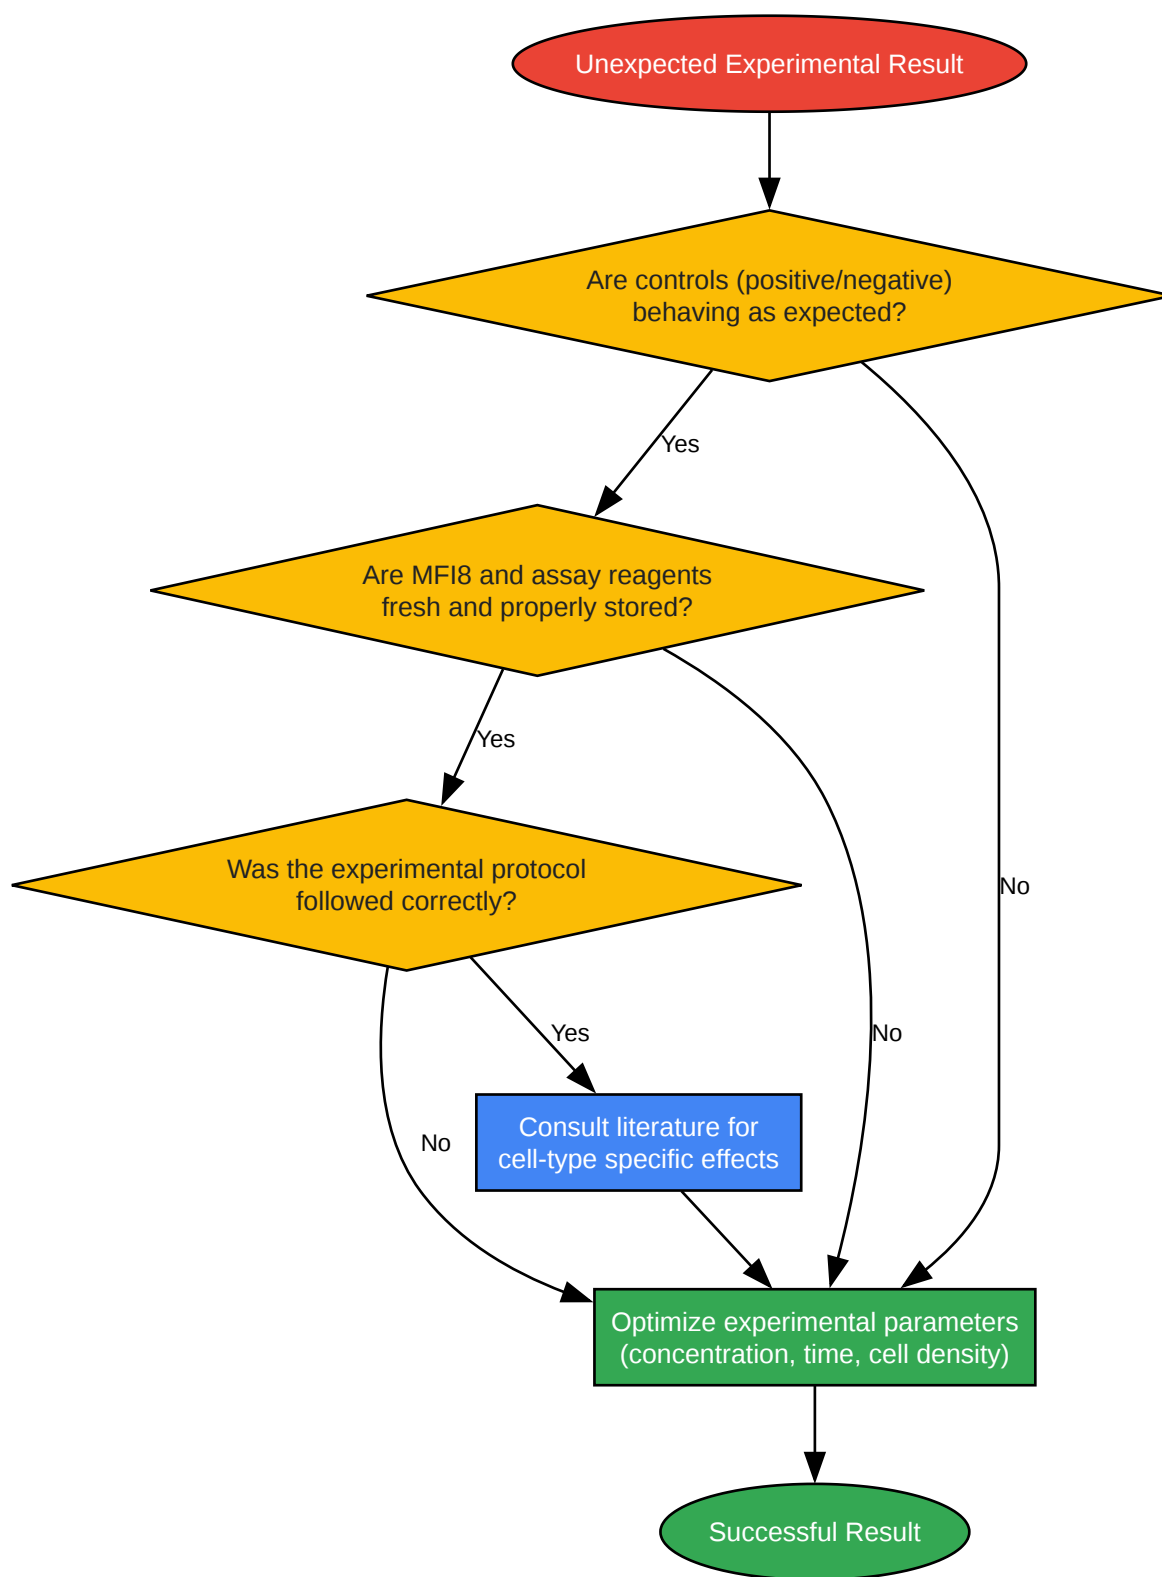 Unexpected Experimental Result
Are controls (positive/negative)
behaving as expected?
Yes
Are MFI8 and assay reagents
fresh and properly stored?
Yes
Was the experimental protocol
followed correctly?
No
Yes
No
Consult literature for
cell-type specific effects
No
Optimize experimental parameters
(concentration, time, cell density)
Successful Result